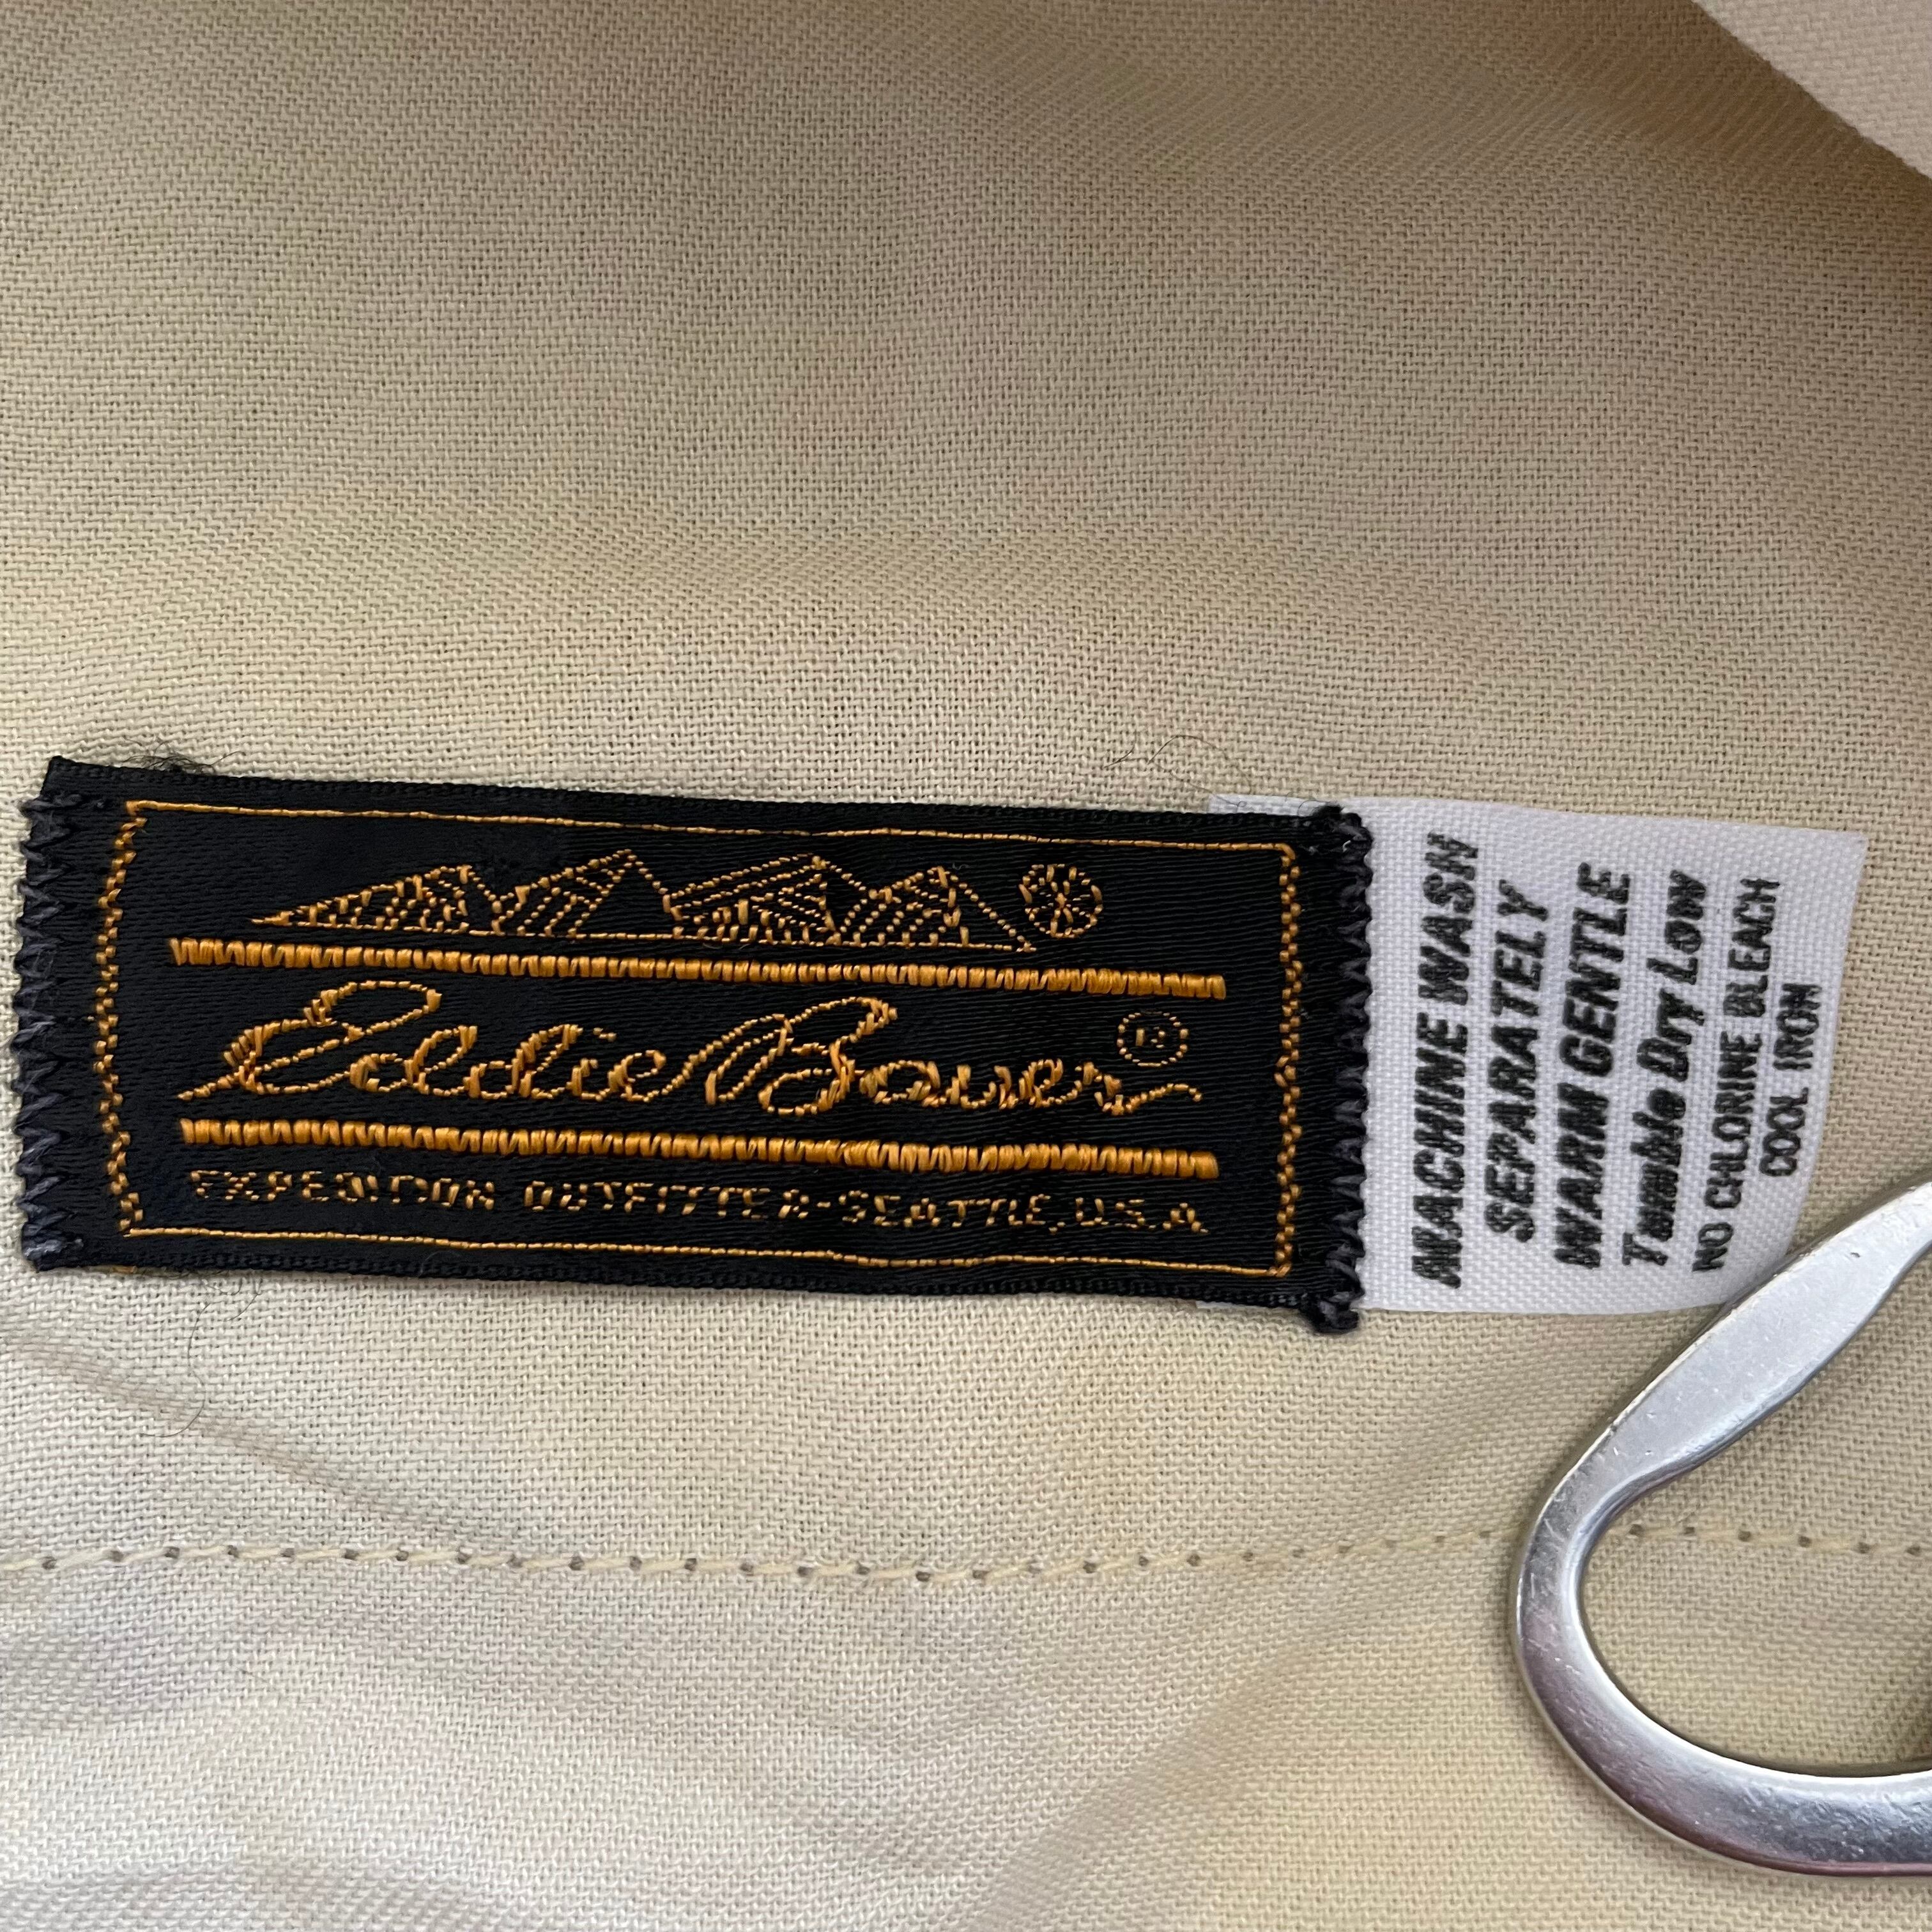 Eddie Bauer ®
EXPEDITION OUTFITTER-SEATTLE, U.S.A
MACHINE WASH
SEPARATELY
WARM GENTLE
Tumble Dry Low
NO CHLORINE BLEACH
COOL IRON